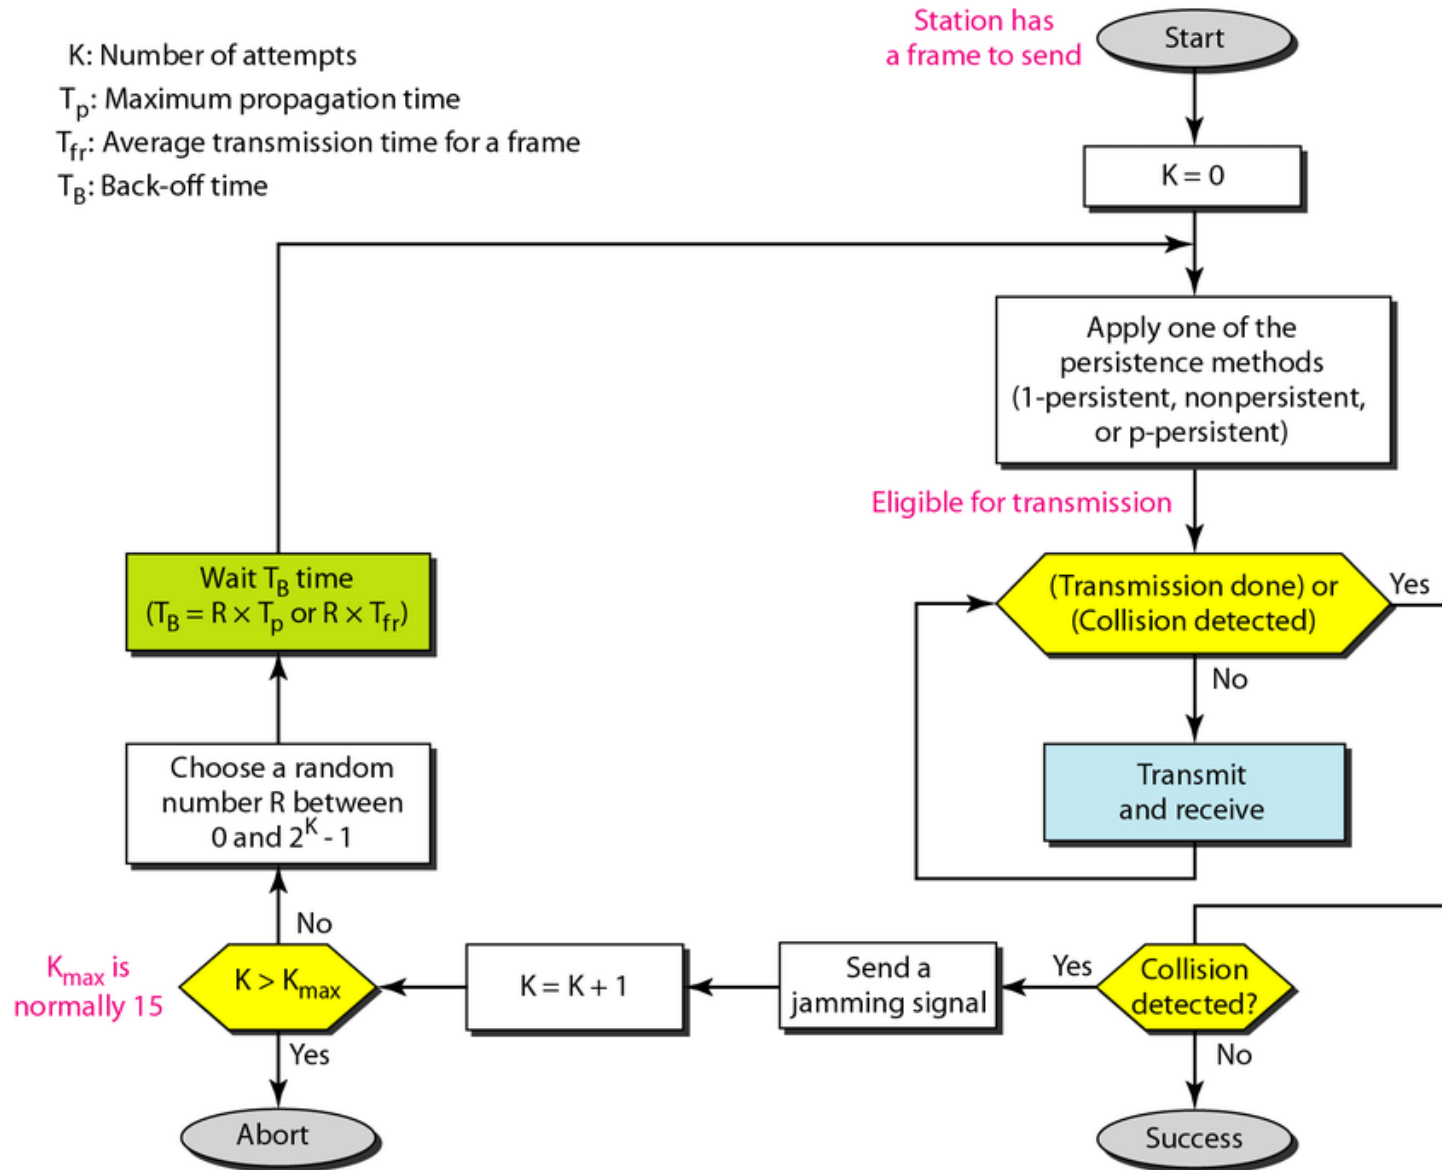 Station has
a frame to send
Start
K: Number of attempts
Tp: Maximum propagation time
Tfr: Average transmission time for a frame
TB: Back-off time
K = 0
Apply one of the
persistence methods
(1-persistent, nonpersistent,
or p-persistent)
Eligible for transmission
(Transmission done) or
(Collision detected)
Yes
No
Transmit
and receive
Wait TB time
(TB = R × Tp or R × Tfr)
Choose a random
number R between
0 and 2^K - 1
No
Kmax is
normally 15
K > Kmax
K = K + 1
Send a
jamming signal
Yes
Collision
detected?
Yes
No
Abort
Success